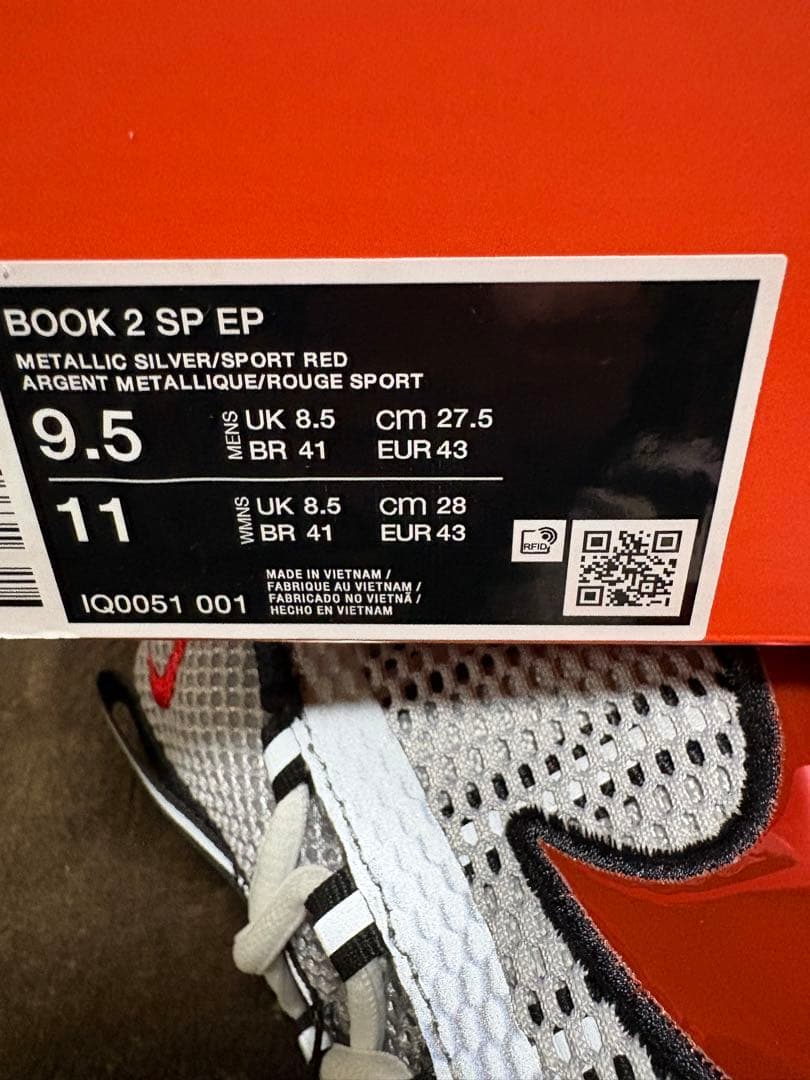 BOOK 2 SP EP
METALLIC SILVER/SPORT RED
ARGENT METALLIQUE/ROUGE SPORT
9.5 MENS UK 8.5 cm 27.5
BR 41 EUR 43
11 WMNS UK 8.5 cm 28
BR 41 EUR 43
RFID
IQ0051 001
MADE IN VIETNAM /
FABRIQUE AU VIETNAM /
FABRICADO NO VIETNÃ /
HECHO EN VIETNAM